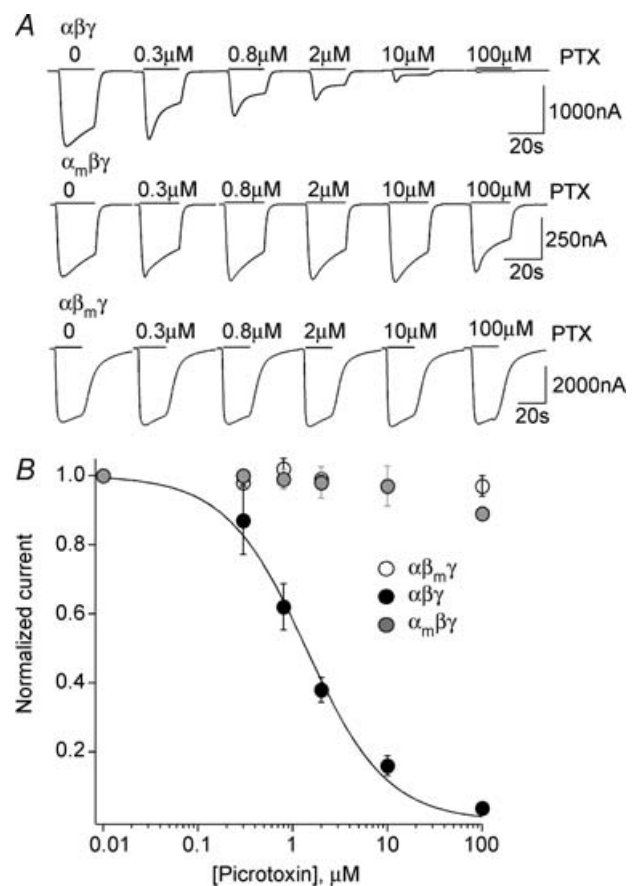 A
αβγ
0 0.3μM 0.8μM 2μM 10μM 100μM PTX
1000nA
20s
αmβγ
0 0.3μM 0.8μM 2μM 10μM 100μM PTX
250nA
20s
αβmγ
0 0.3μM 0.8μM 2μM 10μM 100μM PTX
2000nA
20s
B
1.0
0.8
0.6
0.4
0.2
Normalized current
αβmγ
αβγ
αmβγ
0.01 0.1 1 10 100
[Picrotoxin], μM